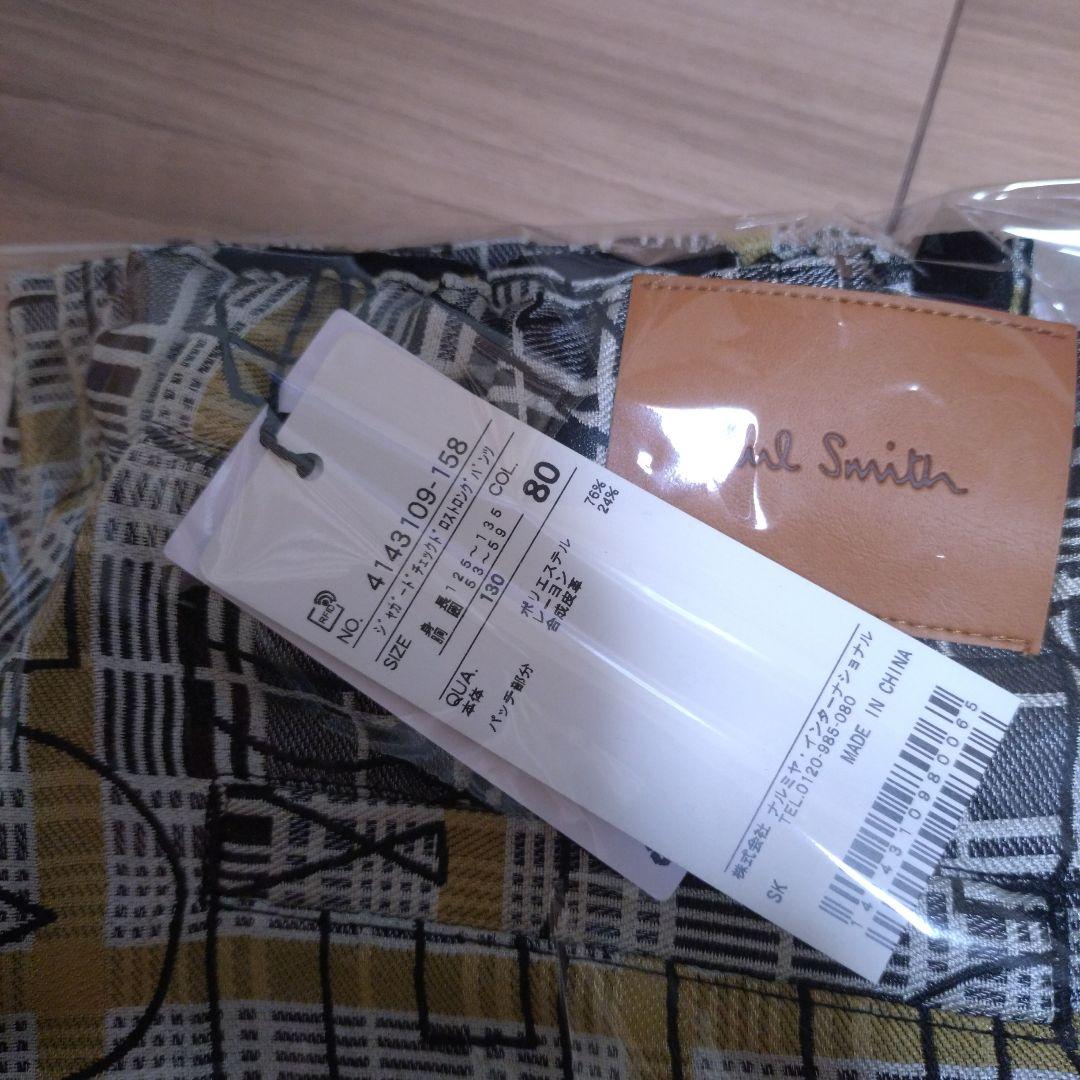 RFID
NO. 4143109-158
ジャガードチェックドロストロングパンツ
SIZE COL.
身長 125~135
胴囲 53~59
130 80
QUA.
本体 ポリエステル 76%
レーヨン 24%
パッチ部分 合成皮革
株式会社 ナルミヤ・インターナショナル
TEL.0120-985-080
SK MADE IN CHINA
1443109800065
Smith